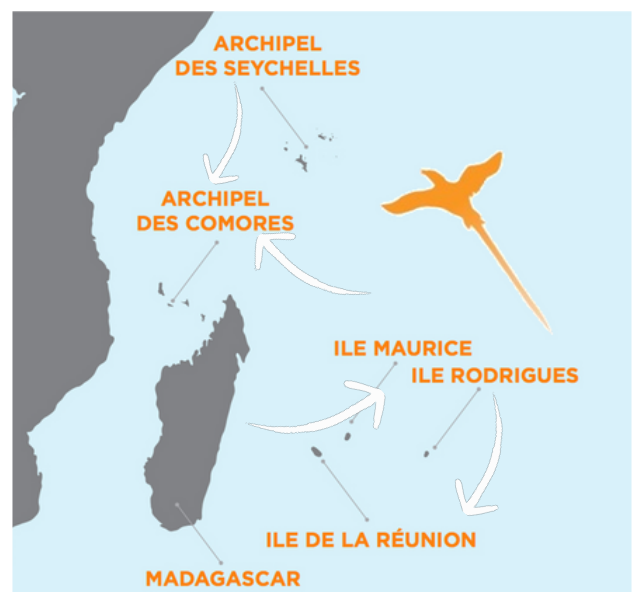 ARCHIPEL
DES SEYCHELLES
ARCHIPEL
DES COMORES
ILE MAURICE
ILE RODRIGUES
ILE DE LA RÉUNION
MADAGASCAR